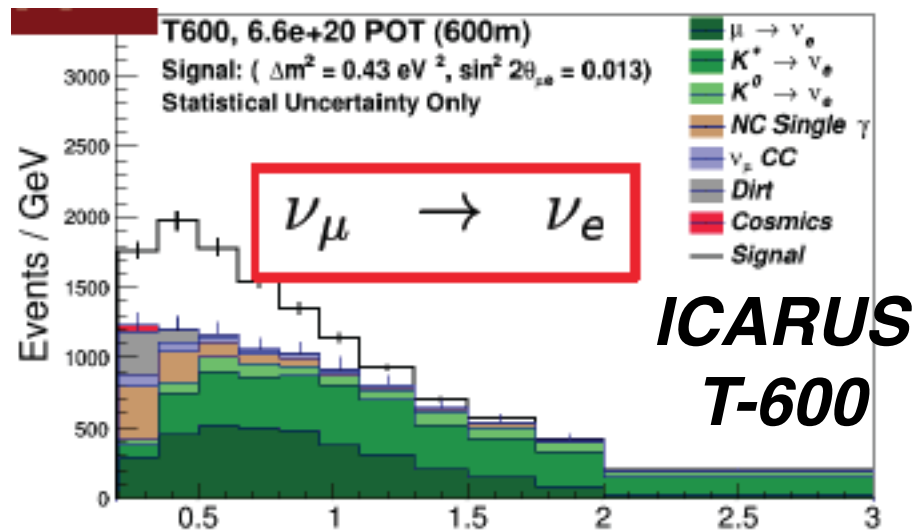 T600, 6.6e+20 POT (600m)
Signal: ( Δm² = 0.43 eV ², sin² 2θμe = 0.013)
Statistical Uncertainty Only
μ → νe
K⁺ → νe
K⁰ → νe
NC Single γ
νμ CC
Dirt
Cosmics
Signal
νμ → νe
ICARUS
T-600
Events / GeV
3000
2500
2000
1500
1000
500
0
0.5 1 1.5 2 2.5 3